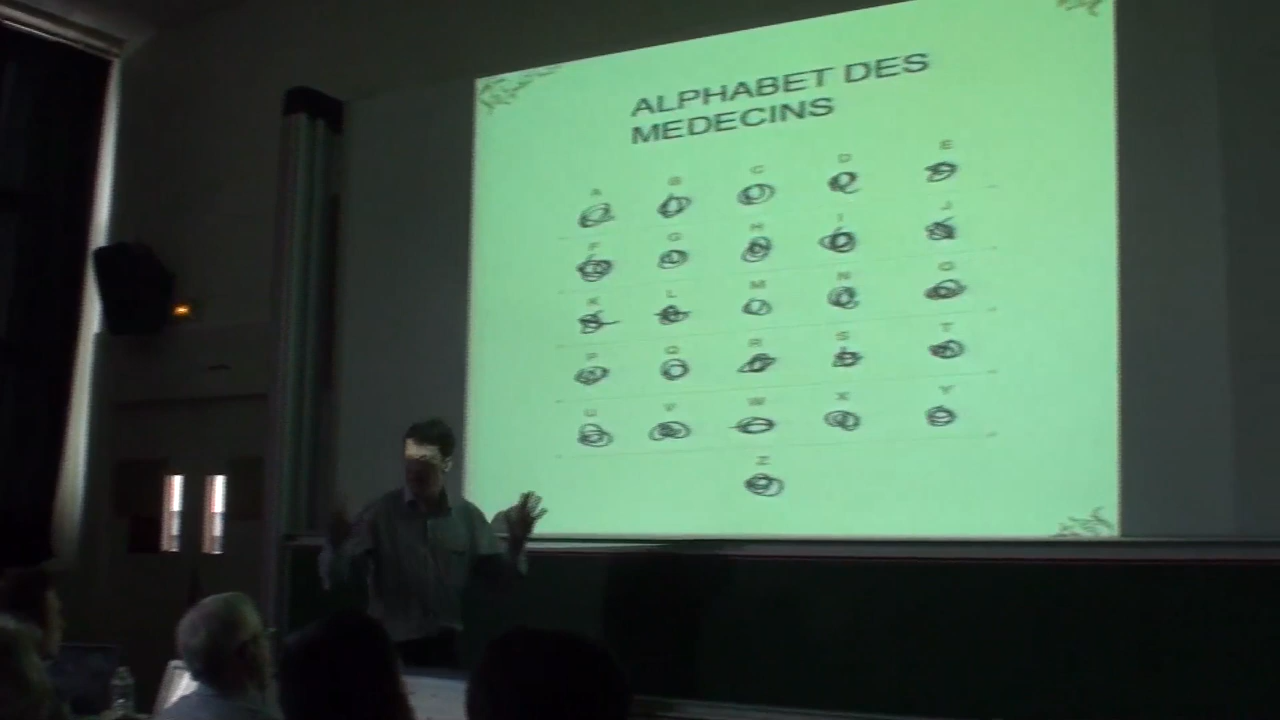 ALPHABET DES
MEDECINS
A B C D E
F G H I J
K L M N O
P Q R S T
U V W X Y
Z